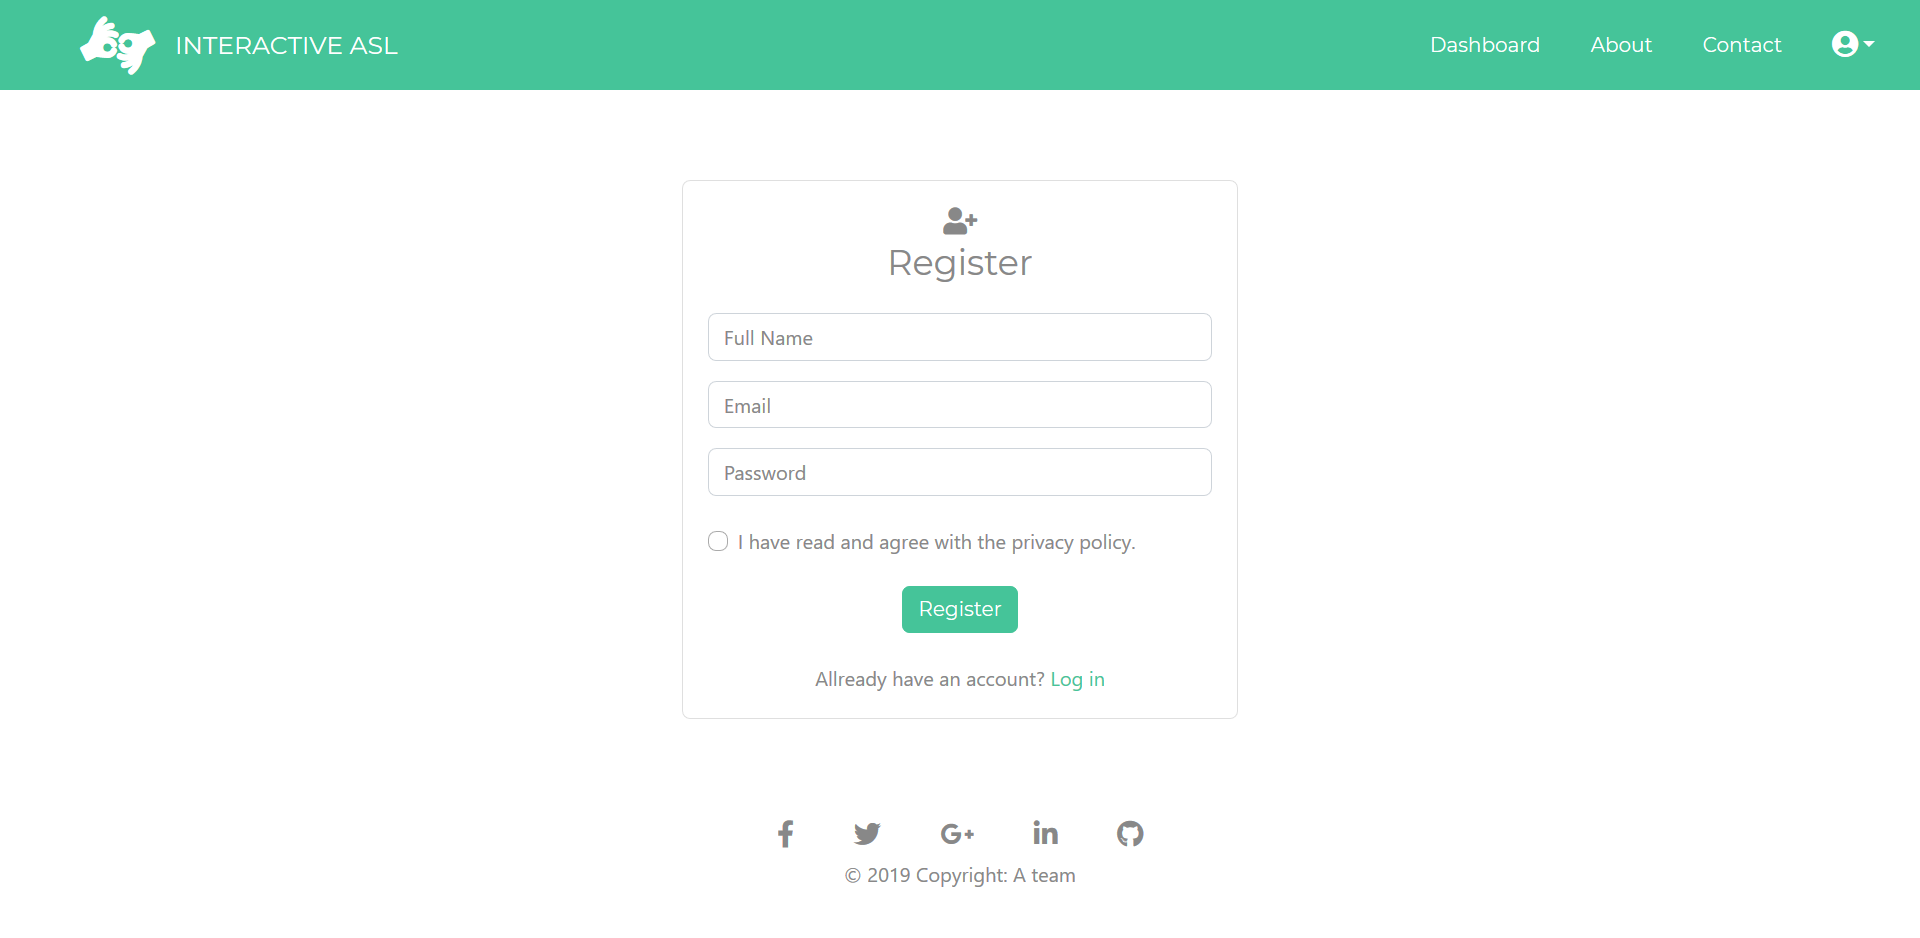 INTERACTIVE ASL
Dashboard
About
Contact
Register
Full Name
Email
Password
I have read and agree with the privacy policy.
Register
Allready have an account? Log in
© 2019 Copyright: A team